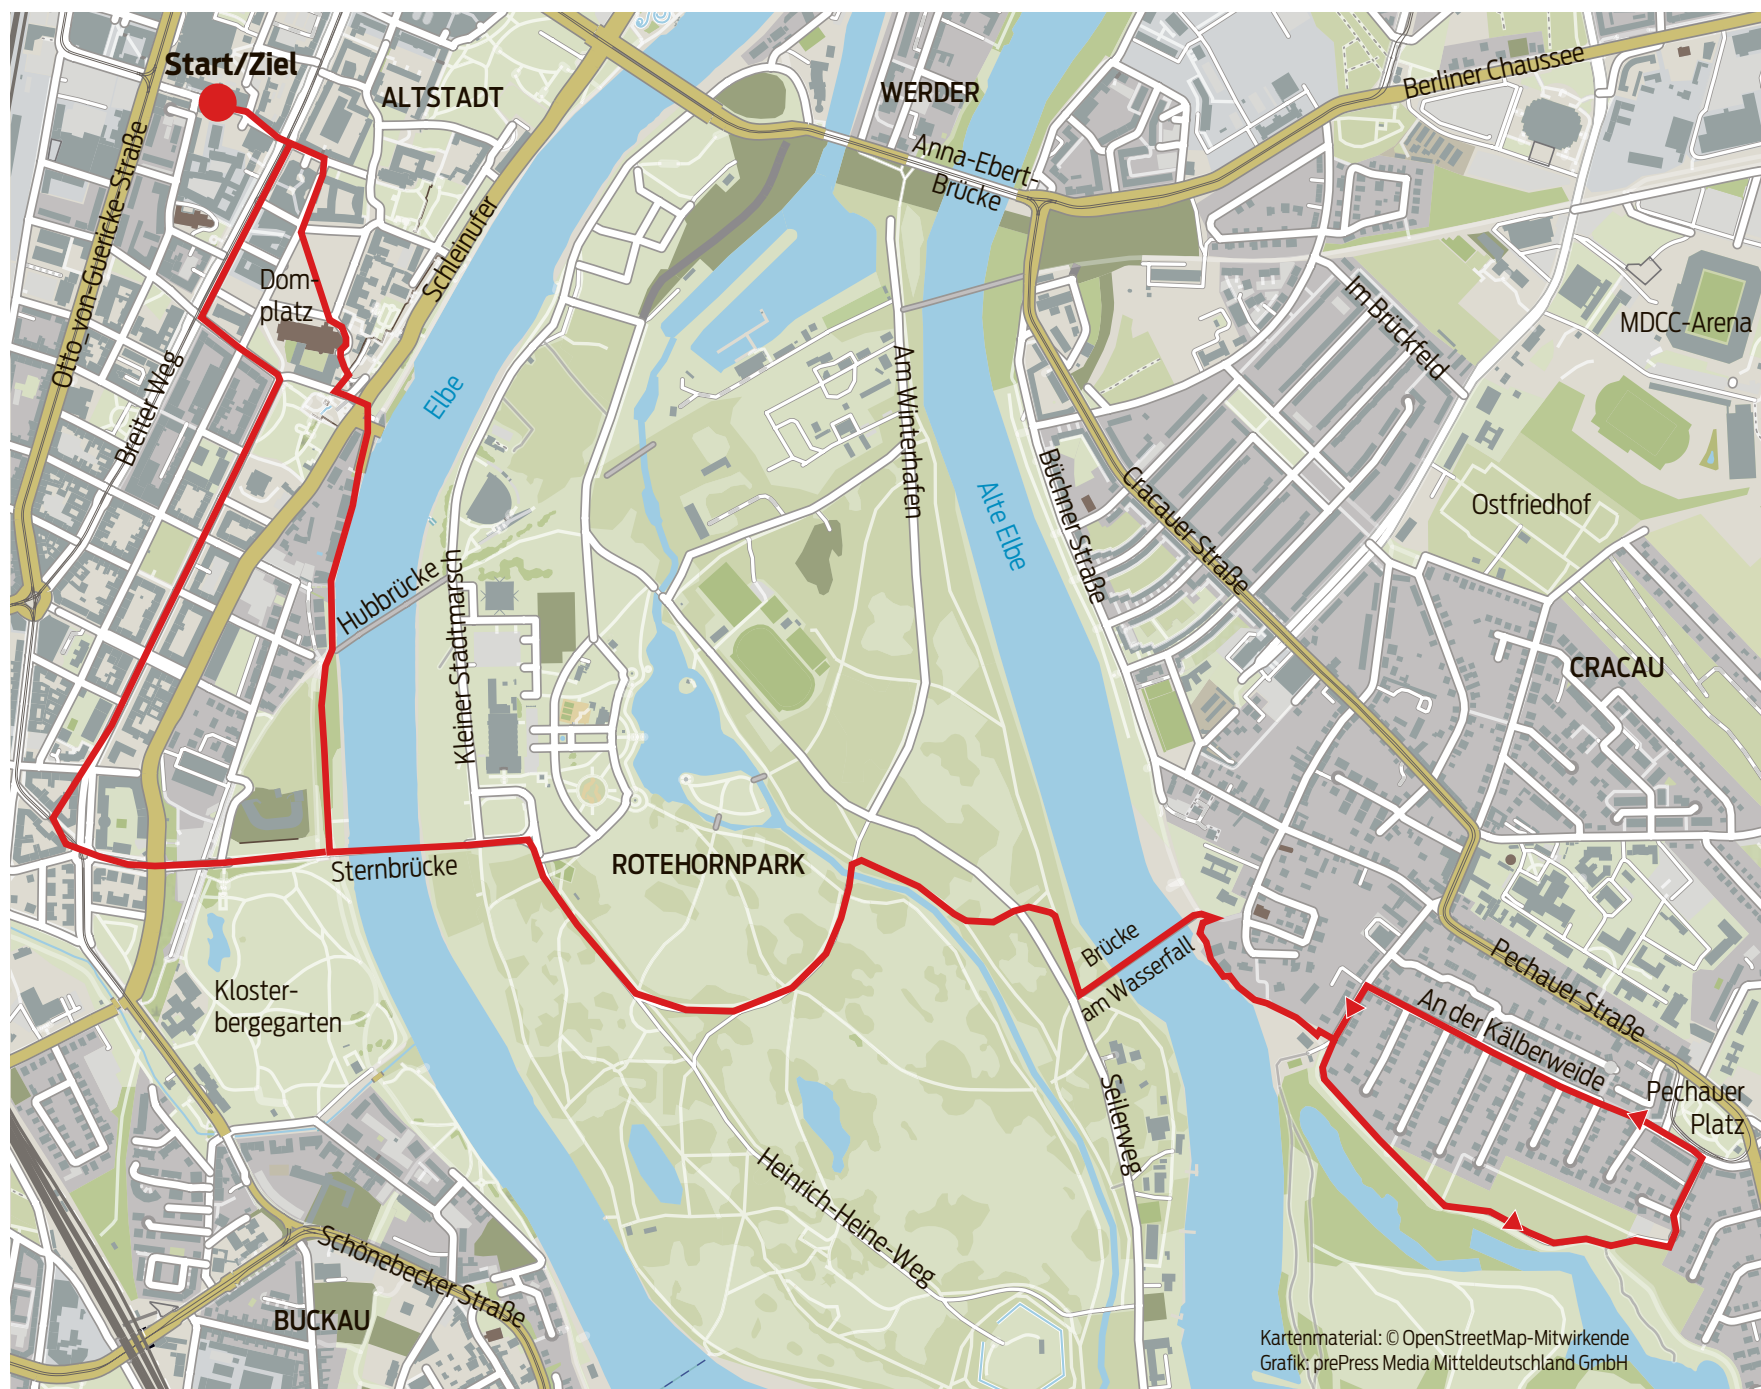 Start/Ziel
ALTSTADT
WERDER
Berliner Chaussee
Anna-Ebert-
Brücke
Otto-von-Guericke-Straße
Schleinufer
Dom-
platz
Im Brückfeld
MDCC-Arena
Breiter Weg
Elbe
Am Winterhafen
Büchner Straße
Alte Elbe
Cracauer Straße
Ostfriedhof
Hubbrücke
Kleiner Stadtmarsch
CRACAU
Sternbrücke
ROTEHORNPARK
Brücke
am Wasserfall
Kloster-
bergegarten
Pechauer Straße
An der Kälberweide
Pechauer
Platz
Seilerweg
Heinrich-Heine-Weg
Schönebecker Straße
BUCKAU
Kartenmaterial: © OpenStreetMap-Mitwirkende
Grafik: prePress Media Mitteldeutschland GmbH